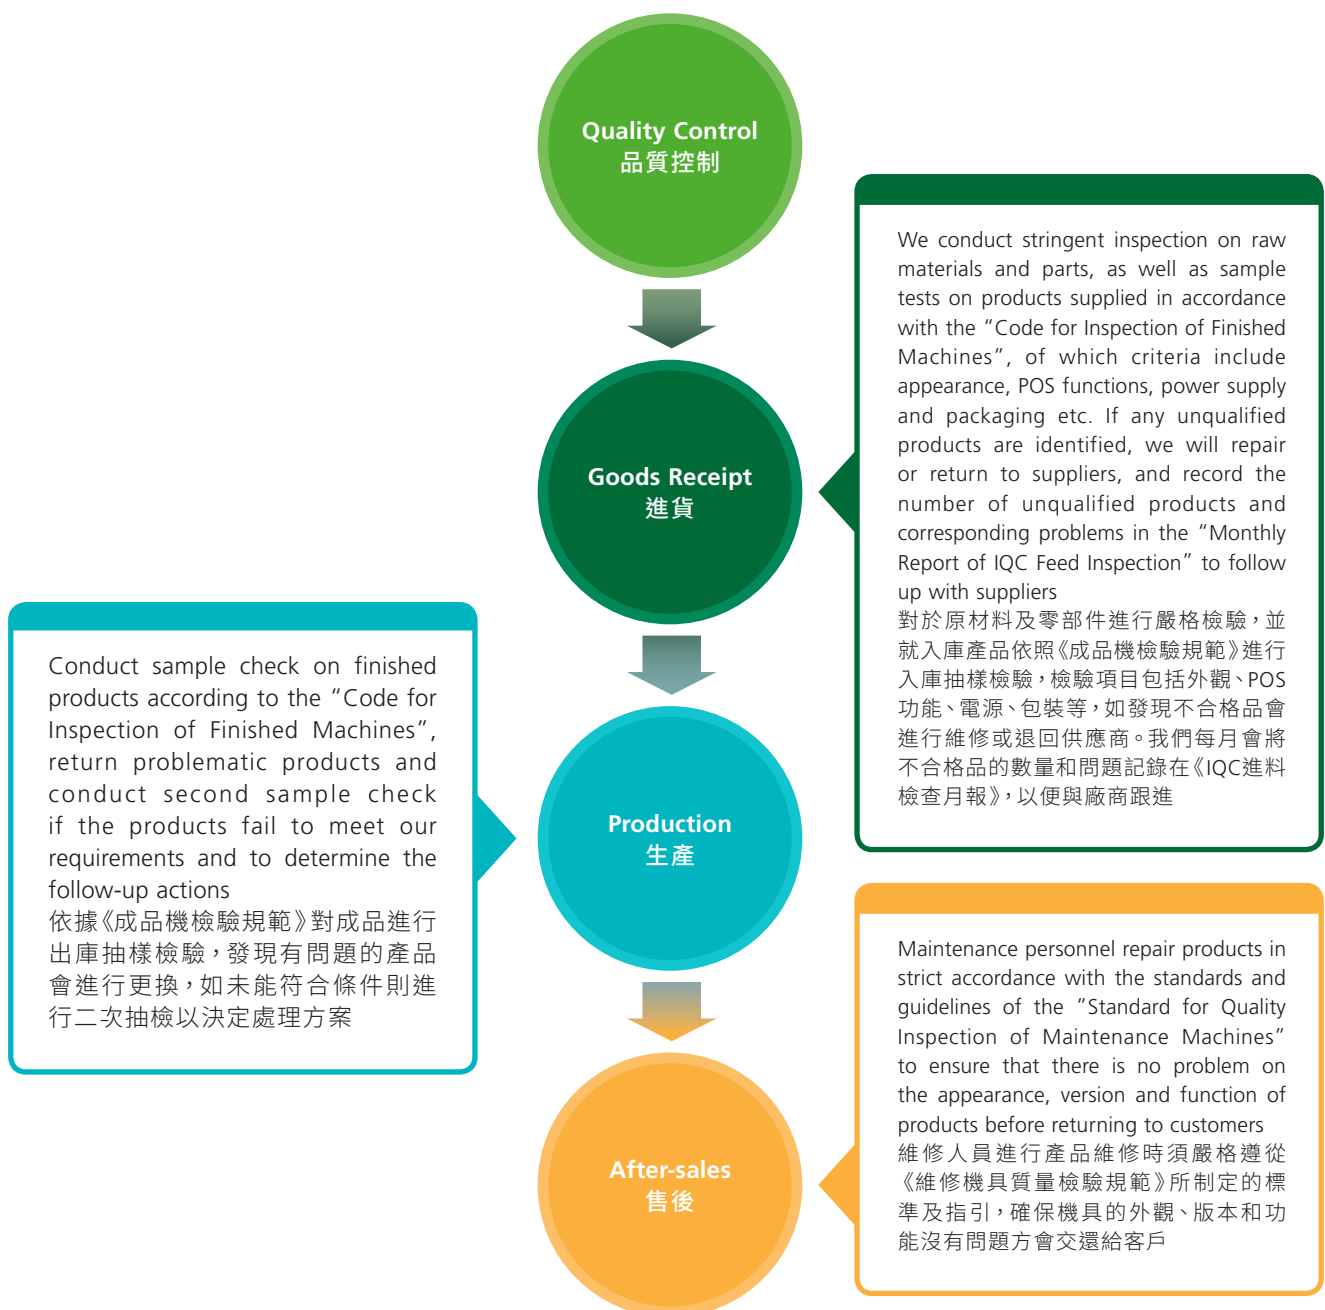 Quality Control
品質控制
Goods Receipt
進貨
We conduct stringent inspection on raw
materials and parts, as well as sample
tests on products supplied in accordance
with the “Code for Inspection of Finished
Machines”, of which criteria include
appearance, POS functions, power supply
and packaging etc. If any unqualified
products are identified, we will repair
or return to suppliers, and record the
number of unqualified products and
corresponding problems in the “Monthly
Report of IQC Feed Inspection” to follow
up with suppliers
對於原材料及零部件進行嚴格檢驗，並
就入庫產品依照《成品機檢驗規範》進行
入庫抽樣檢驗，檢驗項目包括外觀、POS
功能、電源、包裝等，如發現不合格品會
進行維修或退回供應商。我們每月會將
不合格品的數量和問題記錄在《IQC進料
檢查月報》，以便與廠商跟進
Production
生產
Conduct sample check on finished
products according to the “Code for
Inspection of Finished Machines”,
return problematic products and
conduct second sample check
if the products fail to meet our
requirements and to determine the
follow-up actions
依據《成品機檢驗規範》對成品進行
出庫抽樣檢驗，發現有問題的產品
會進行更換，如未能符合條件則進
行二次抽檢以決定處理方案
After-sales
售後
Maintenance personnel repair products in
strict accordance with the standards and
guidelines of the ”Standard for Quality
Inspection of Maintenance Machines”
to ensure that there is no problem on
the appearance, version and function of
products before returning to customers
維修人員進行產品維修時須嚴格遵從
《維修機具質量檢驗規範》所制定的標
準及指引，確保機具的外觀、版本和功
能沒有問題方會交還給客戶